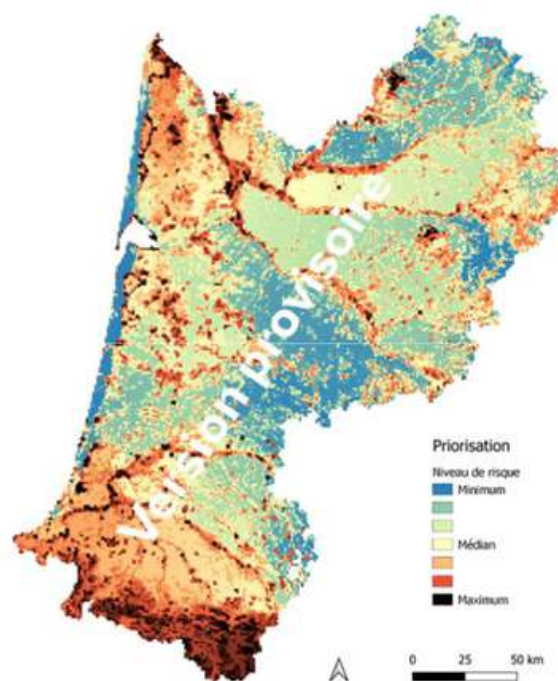 Version provisoire
Priorisation
Niveau de risque
Minimum
Médian
Maximum
0 25 50 km